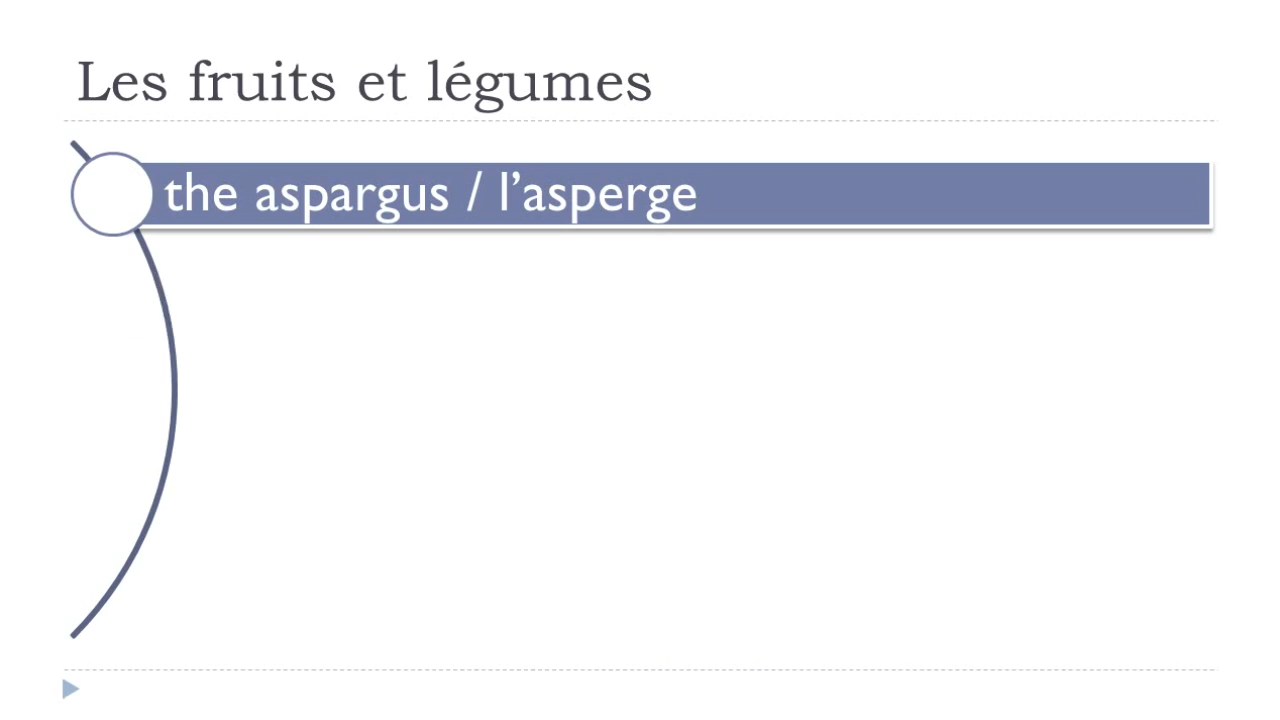 Les fruits et légumes
the aspargus / l’asperge